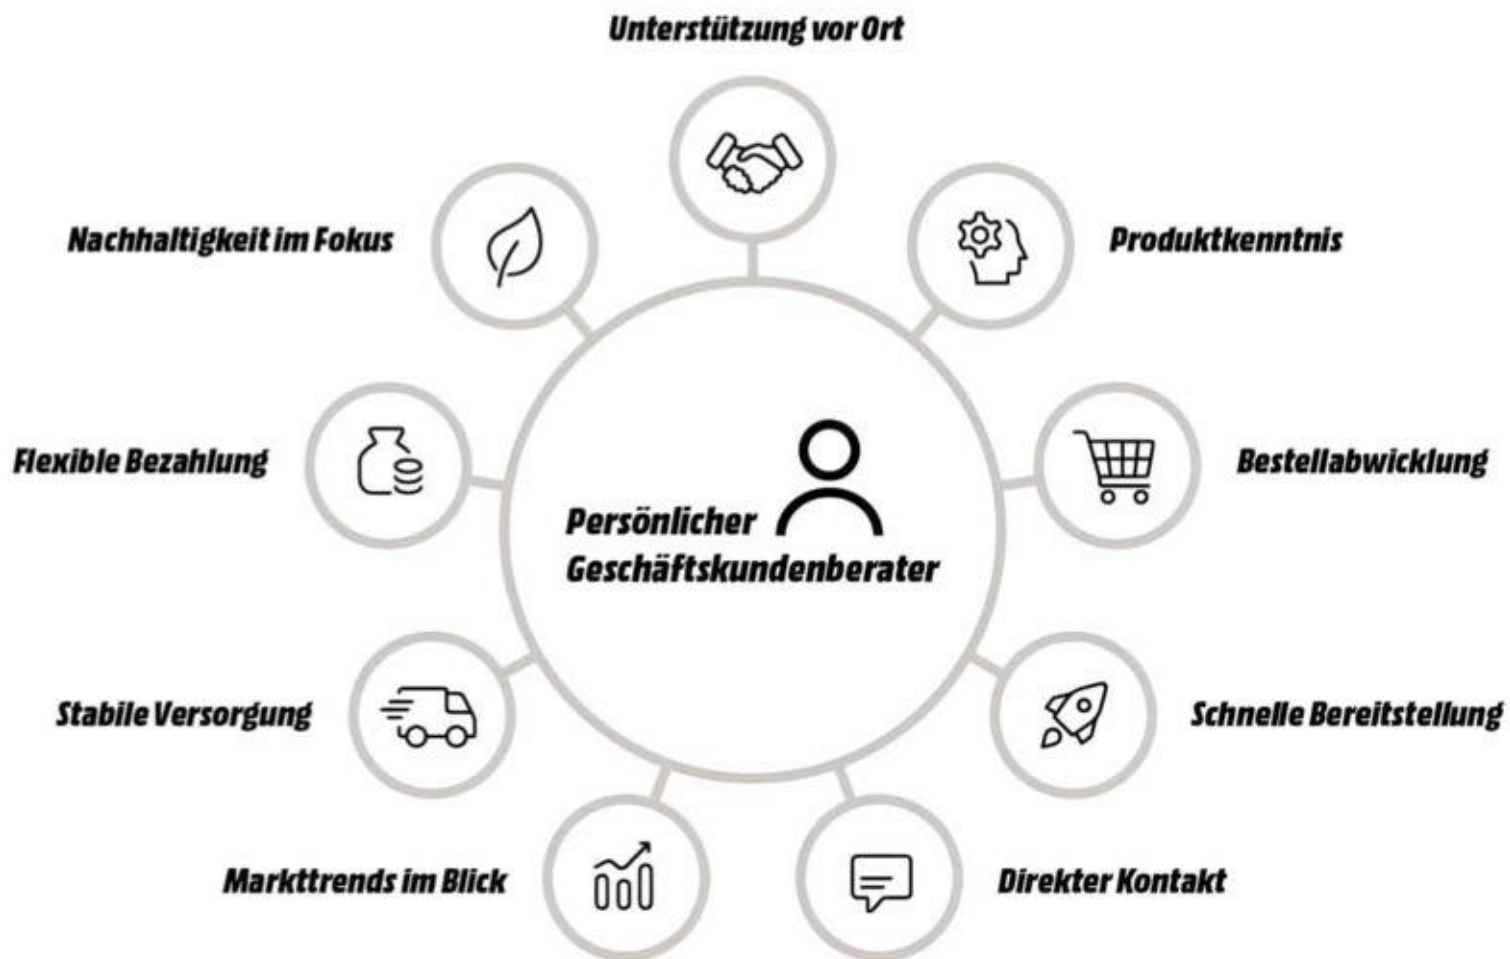 Unterstützung vor Ort
Nachhaltigkeit im Fokus
Produktkenntnis
Flexible Bezahlung
Bestellabwicklung
Persönlicher
Geschäftskundenberater
Stabile Versorgung
Schnelle Bereitstellung
Markttrends im Blick
Direkter Kontakt